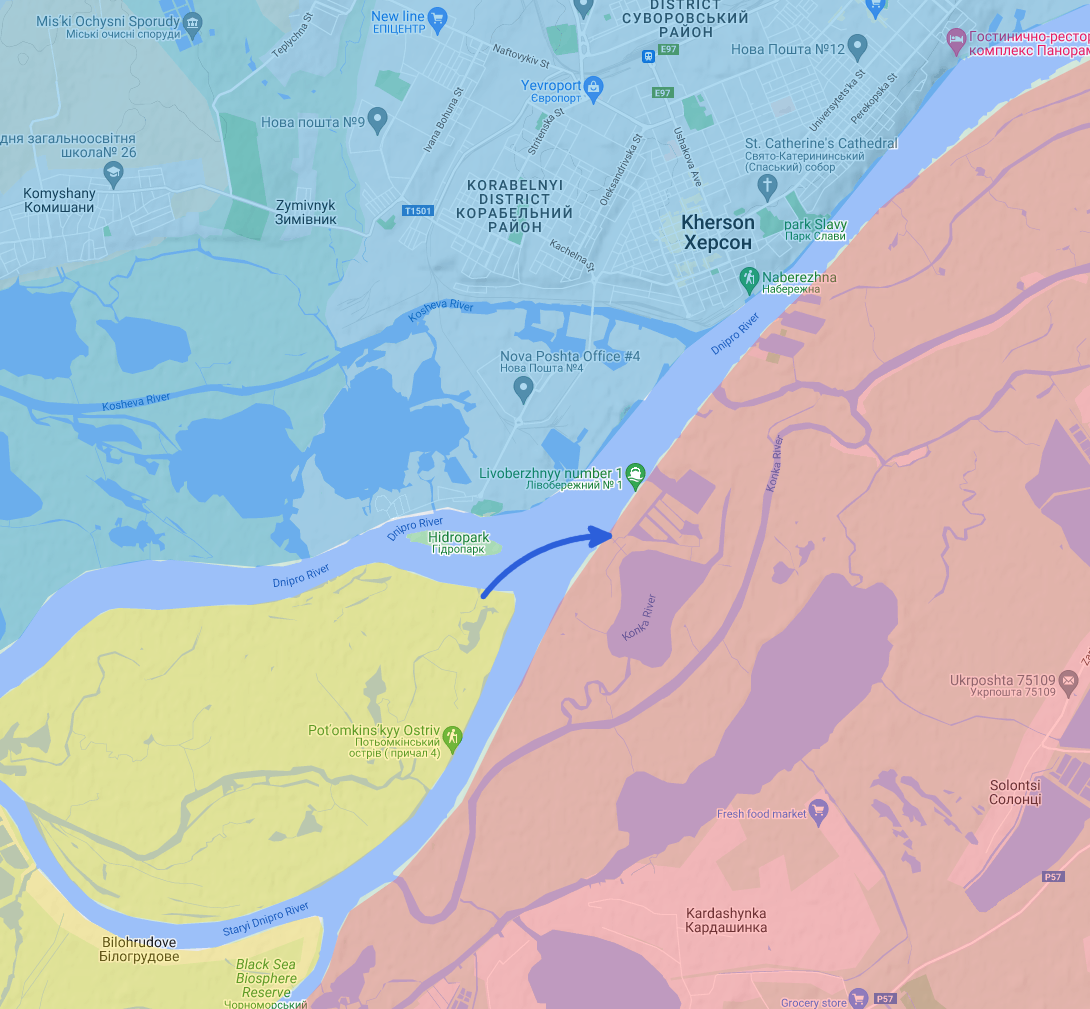 DISTRICT
СУВОРОВСЬКИЙ
РАЙОН
Mis'ki Ochysni Sporudy
Міські очисні споруди
Teplychna St
New line
ЕПІЦЕНТР
Naftovykiv St
E97
Нова Пошта №12
Гостинично-рестор
комплекс Панорам
Yevroport
Європорт
E97
Universytets'ka St
Perekopska St
Нова пошта №9
Ivana Bohuna St
Stritenska St
Oleksandrivska St
Ushakova Ave
дня загальноосвітня
школа№ 26
St. Catherine's Cathedral
Свято-Катерининський
(Спаський) собор
Komyshany
Комишани
Zymivnyk
Зимівник
T1501
KORABELNYI
DISTRICT
КОРАБЕЛЬНИЙ
РАЙОН
Kherson
Херсон
park Slavy
Парк Слави
Kachelna St
Naberezhna
Набережна
Kosheva River
Dnipro River
Nova Poshta Office #4
Нова Пошта №4
Kosheva River
Konka River
Livoberzhnyy number 1
Лівобережний № 1
Dnipro River
Hidropark
Гідропарк
Dnipro River
Konka River
Ukrposhta 75109
Укрпошта 75109
Pot'omkins'kyy Ostriv
Потьомкінський
острів ( причал 4)
Solontsi
Солонці
Fresh food market
P57
Staryi Dnipro River
Kardashynka
Кардашинка
Bilohrudove
Білогрудове
Black Sea
Biosphere
Reserve
Чорноморський
Grocery store
P57